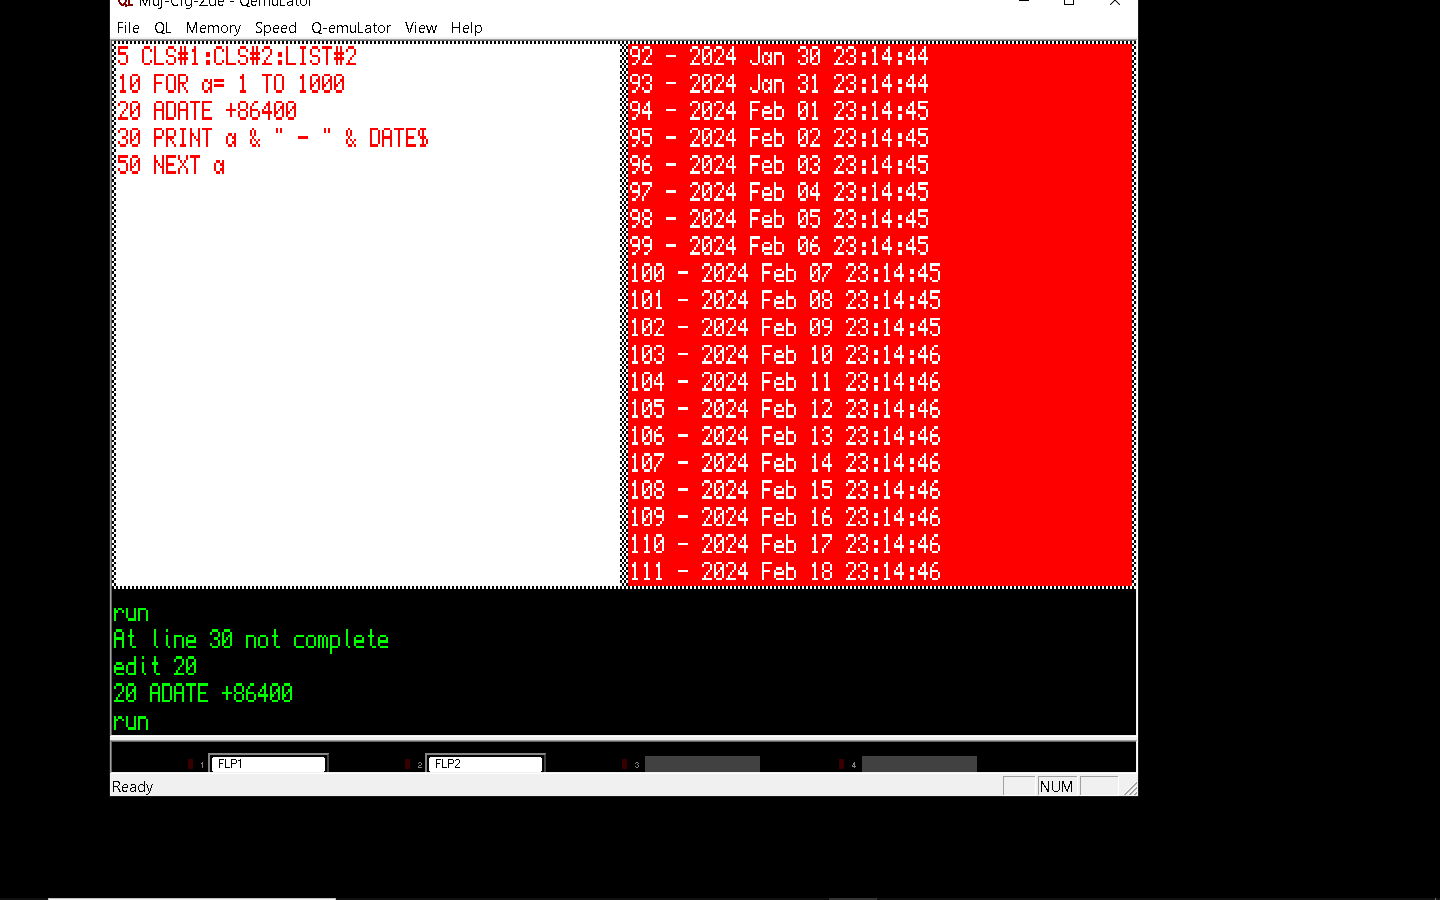 Muj-Cfg-2de - QemuLator
File QL Memory Speed Q-emuLator View Help
5 CLS#1:CLS#2:LIST#2
10 FOR a= 1 TO 1000
20 ADATE +86400
30 PRINT a & " - " & DATE$
50 NEXT a
92 - 2024 Jan 30 23:14:44
93 - 2024 Jan 31 23:14:44
94 - 2024 Feb 01 23:14:45
95 - 2024 Feb 02 23:14:45
96 - 2024 Feb 03 23:14:45
97 - 2024 Feb 04 23:14:45
98 - 2024 Feb 05 23:14:45
99 - 2024 Feb 06 23:14:45
100 - 2024 Feb 07 23:14:45
101 - 2024 Feb 08 23:14:45
102 - 2024 Feb 09 23:14:45
103 - 2024 Feb 10 23:14:46
104 - 2024 Feb 11 23:14:46
105 - 2024 Feb 12 23:14:46
106 - 2024 Feb 13 23:14:46
107 - 2024 Feb 14 23:14:46
108 - 2024 Feb 15 23:14:46
109 - 2024 Feb 16 23:14:46
110 - 2024 Feb 17 23:14:46
111 - 2024 Feb 18 23:14:46
run
At line 30 not complete
edit 20
20 ADATE +86400
run
1 FLP1 2 FLP2 3 4
Ready NUM